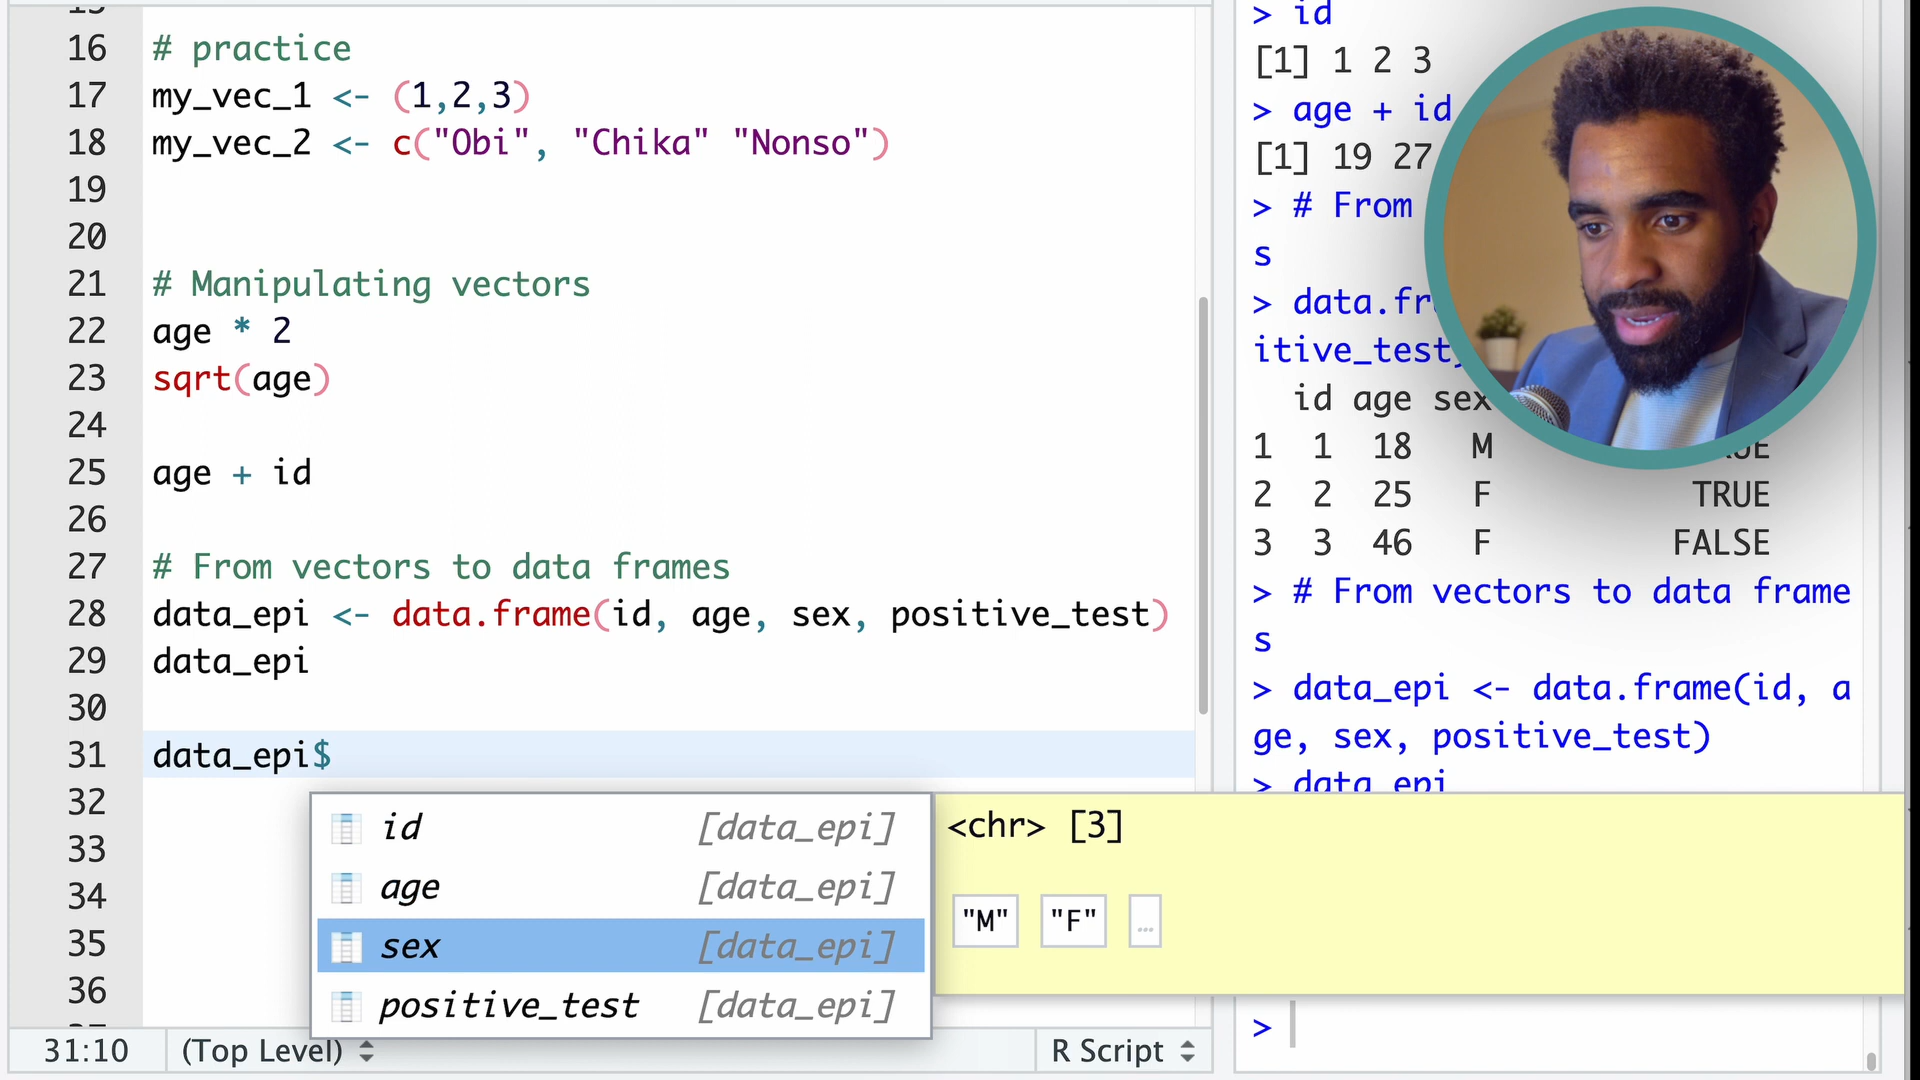 16 # practice
17 my_vec_1 <- (1,2,3)
18 my_vec_2 <- c("Obi", "Chika" "Nonso")
19
20
21 # Manipulating vectors
22 age * 2
23 sqrt(age)
24
25 age + id
26
27 # From vectors to data frames
28 data_epi <- data.frame(id, age, sex, positive_test)
29 data_epi
30
31 data_epi$
32
33
34
35
36
id [data_epi]
age [data_epi]
sex [data_epi]
positive_test [data_epi]
<chr> [3]
"M" "F" …
31:10 (Top Level) R Script
> id
[1] 1 2 3
> age + id
[1] 19 27
> # From
s
> data.fr
itive_test)
id age sex
1 1 18 M
2 2 25 F TRUE
3 3 46 F FALSE
> # From vectors to data frame
s
> data_epi <- data.frame(id, a
ge, sex, positive_test)
> data_epi
>